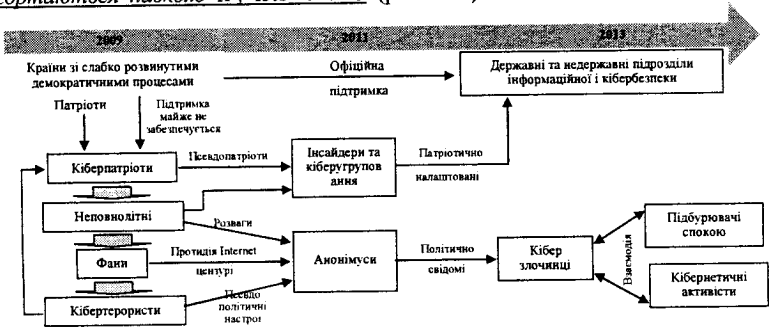 2009 2011 2013
Країни зі слабко розвинутими
демократичними процесами
Офіційна
підтримка
Державні та недержавні підрозділи
інформаційної і кібербезпеки
Патріоти
Підтримка
майже не
забезпечується
Кіберпатріоти
Псевдопатріоти
Інсайдери та
кіберугрупов
ання
Патріотично
налаштовані
Неповнолітні
Розваги
Фани
Протидія Internet
цензурі
Анонімуси
Політично
свідомі
Кібер
злочинці
Взаємодія
Підбурювачі
спокою
Кібернетичні
активісти
Кібертерористи
Псевдо
політичні
настрої